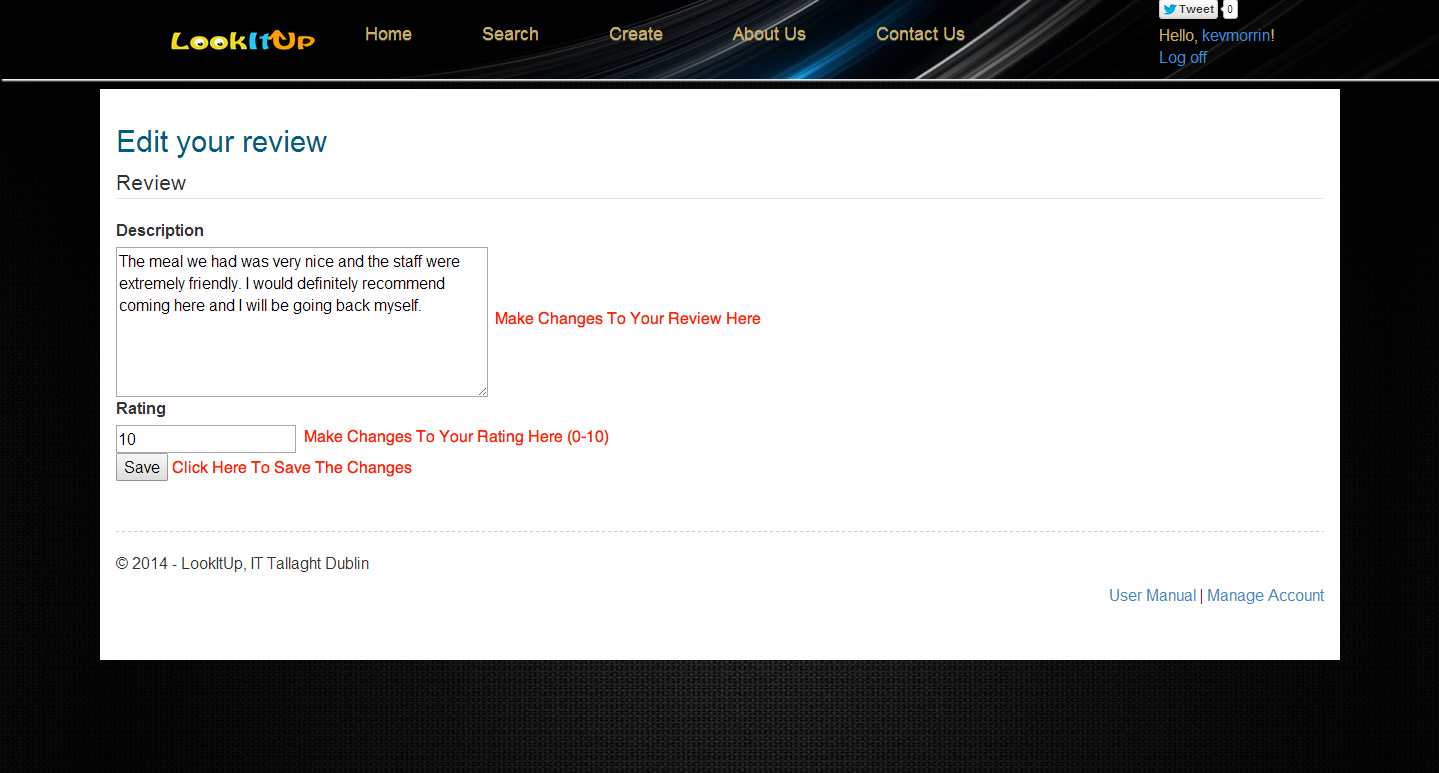 LookItUp Home Search Create About Us Contact Us
Tweet 0
Hello, kevmorrin!
Log off
Edit your review
Review
Description
The meal we had was very nice and the staff were
extremely friendly. I would definitely recommend
coming here and I will be going back myself.
Make Changes To Your Review Here
Rating
10 Make Changes To Your Rating Here (0-10)
Save Click Here To Save The Changes
© 2014 - LookItUp, IT Tallaght Dublin
User Manual | Manage Account